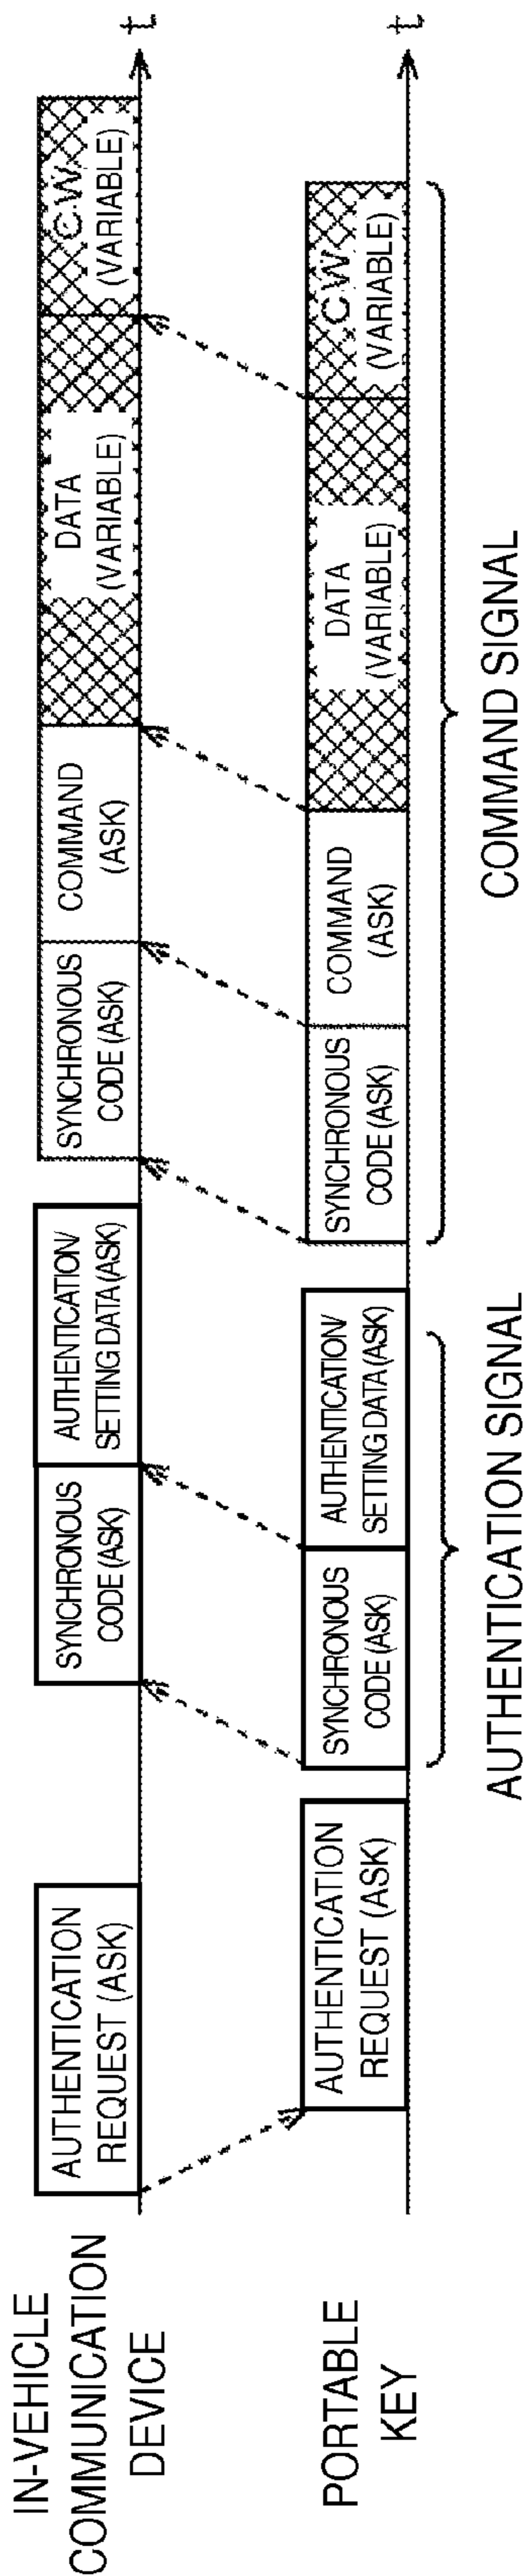 IN-VEHICLE
COMMUNICATION
DEVICE
AUTHENTICATION
REQUEST (ASK)
SYNCHRONOUS
CODE (ASK)
AUTHENTICATION/
SETTING DATA (ASK)
SYNCHRONOUS
CODE (ASK)
COMMAND
(ASK)
DATA
(VARIABLE)
CW
(VARIABLE)
t
PORTABLE
KEY
AUTHENTICATION
REQUEST (ASK)
SYNCHRONOUS
CODE (ASK)
AUTHENTICATION/
SETTING DATA (ASK)
SYNCHRONOUS
CODE (ASK)
COMMAND
(ASK)
DATA
(VARIABLE)
CW
(VARIABLE)
t
AUTHENTICATION SIGNAL
COMMAND SIGNAL